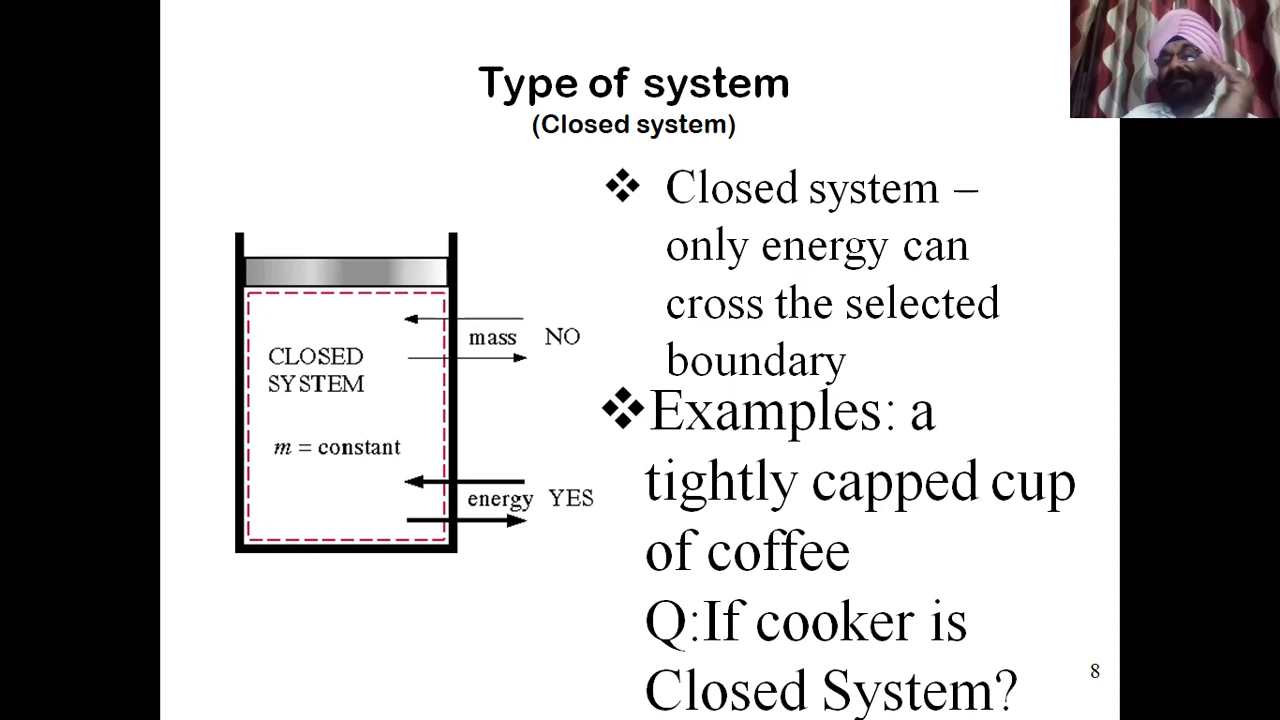 Type of system
(Closed system)
❖ Closed system –
only energy can
cross the selected
boundary
❖Examples: a
tightly capped cup
of coffee
Q:If cooker is
Closed System?
CLOSED
SYSTEM
m = constant
mass NO
energy YES
8